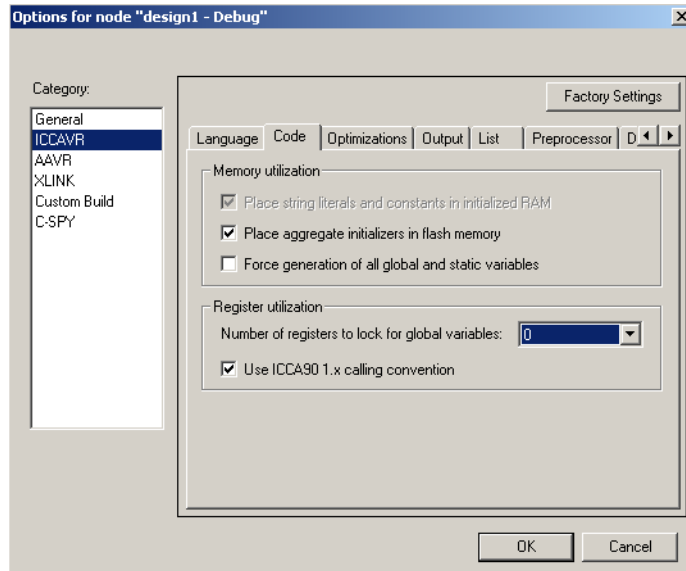 Options for node "design1 - Debug"
Category:
General
ICCAVR
AAVR
XLINK
Custom Build
C-SPY
Factory Settings
Language Code Optimizations Output List Preprocessor D
Memory utilization
Place string literals and constants in initialized RAM
Place aggregate initializers in flash memory
Force generation of all global and static variables
Register utilization
Number of registers to lock for global variables: 0
Use ICCA90 1.x calling convention
OK Cancel